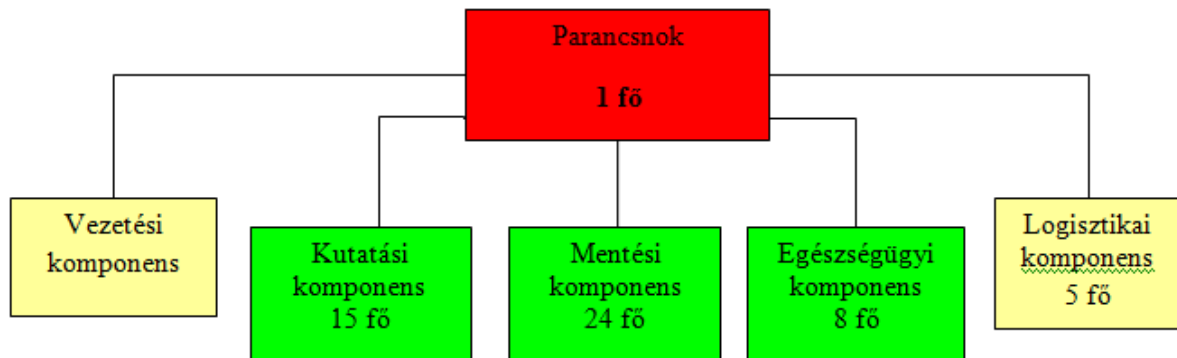 Parancsnok
1 fő
Vezetési
komponens
Kutatási
komponens
15 fő
Mentési
komponens
24 fő
Egészségügyi
komponens
8 fő
Logisztikai
komponens
5 fő